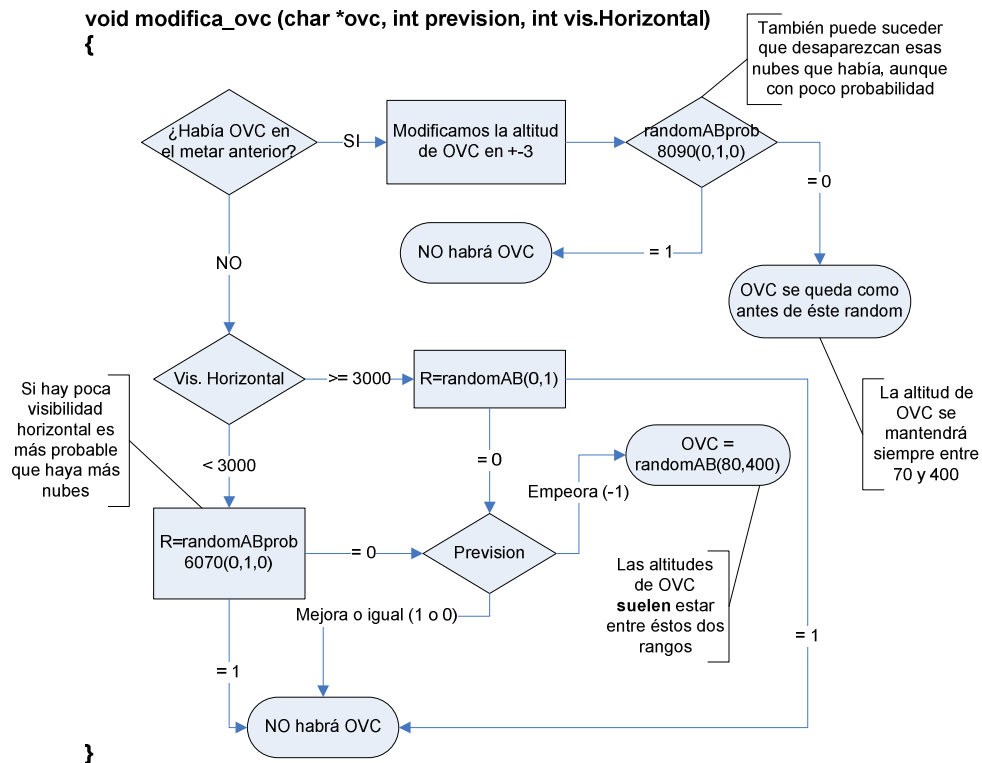 void modifica_ovc (char *ovc, int prevision, int vis.Horizontal)
{
También puede suceder
que desaparezcan esas
nubes que había, aunque
con poco probabilidad
¿Había OVC en
el metar anterior?
SI
Modificamos la altitud
de OVC en +-3
randomABprob
8090(0,1,0)
= 0
NO habrá OVC
= 1
NO
OVC se queda como
antes de éste random
Vis. Horizontal
>= 3000
R=randomAB(0,1)
Si hay poca
visibilidad
horizontal es
más probable
que haya más
nubes
La altitud de
OVC se
mantendrá
siempre entre
70 y 400
< 3000
= 0
OVC =
randomAB(80,400)
Empeora (-1)
R=randomABprob
6070(0,1,0)
= 0
Prevision
Las altitudes
de OVC
suelen estar
entre éstos dos
rangos
Mejora o igual (1 o 0)
= 1
= 1
NO habrá OVC
}